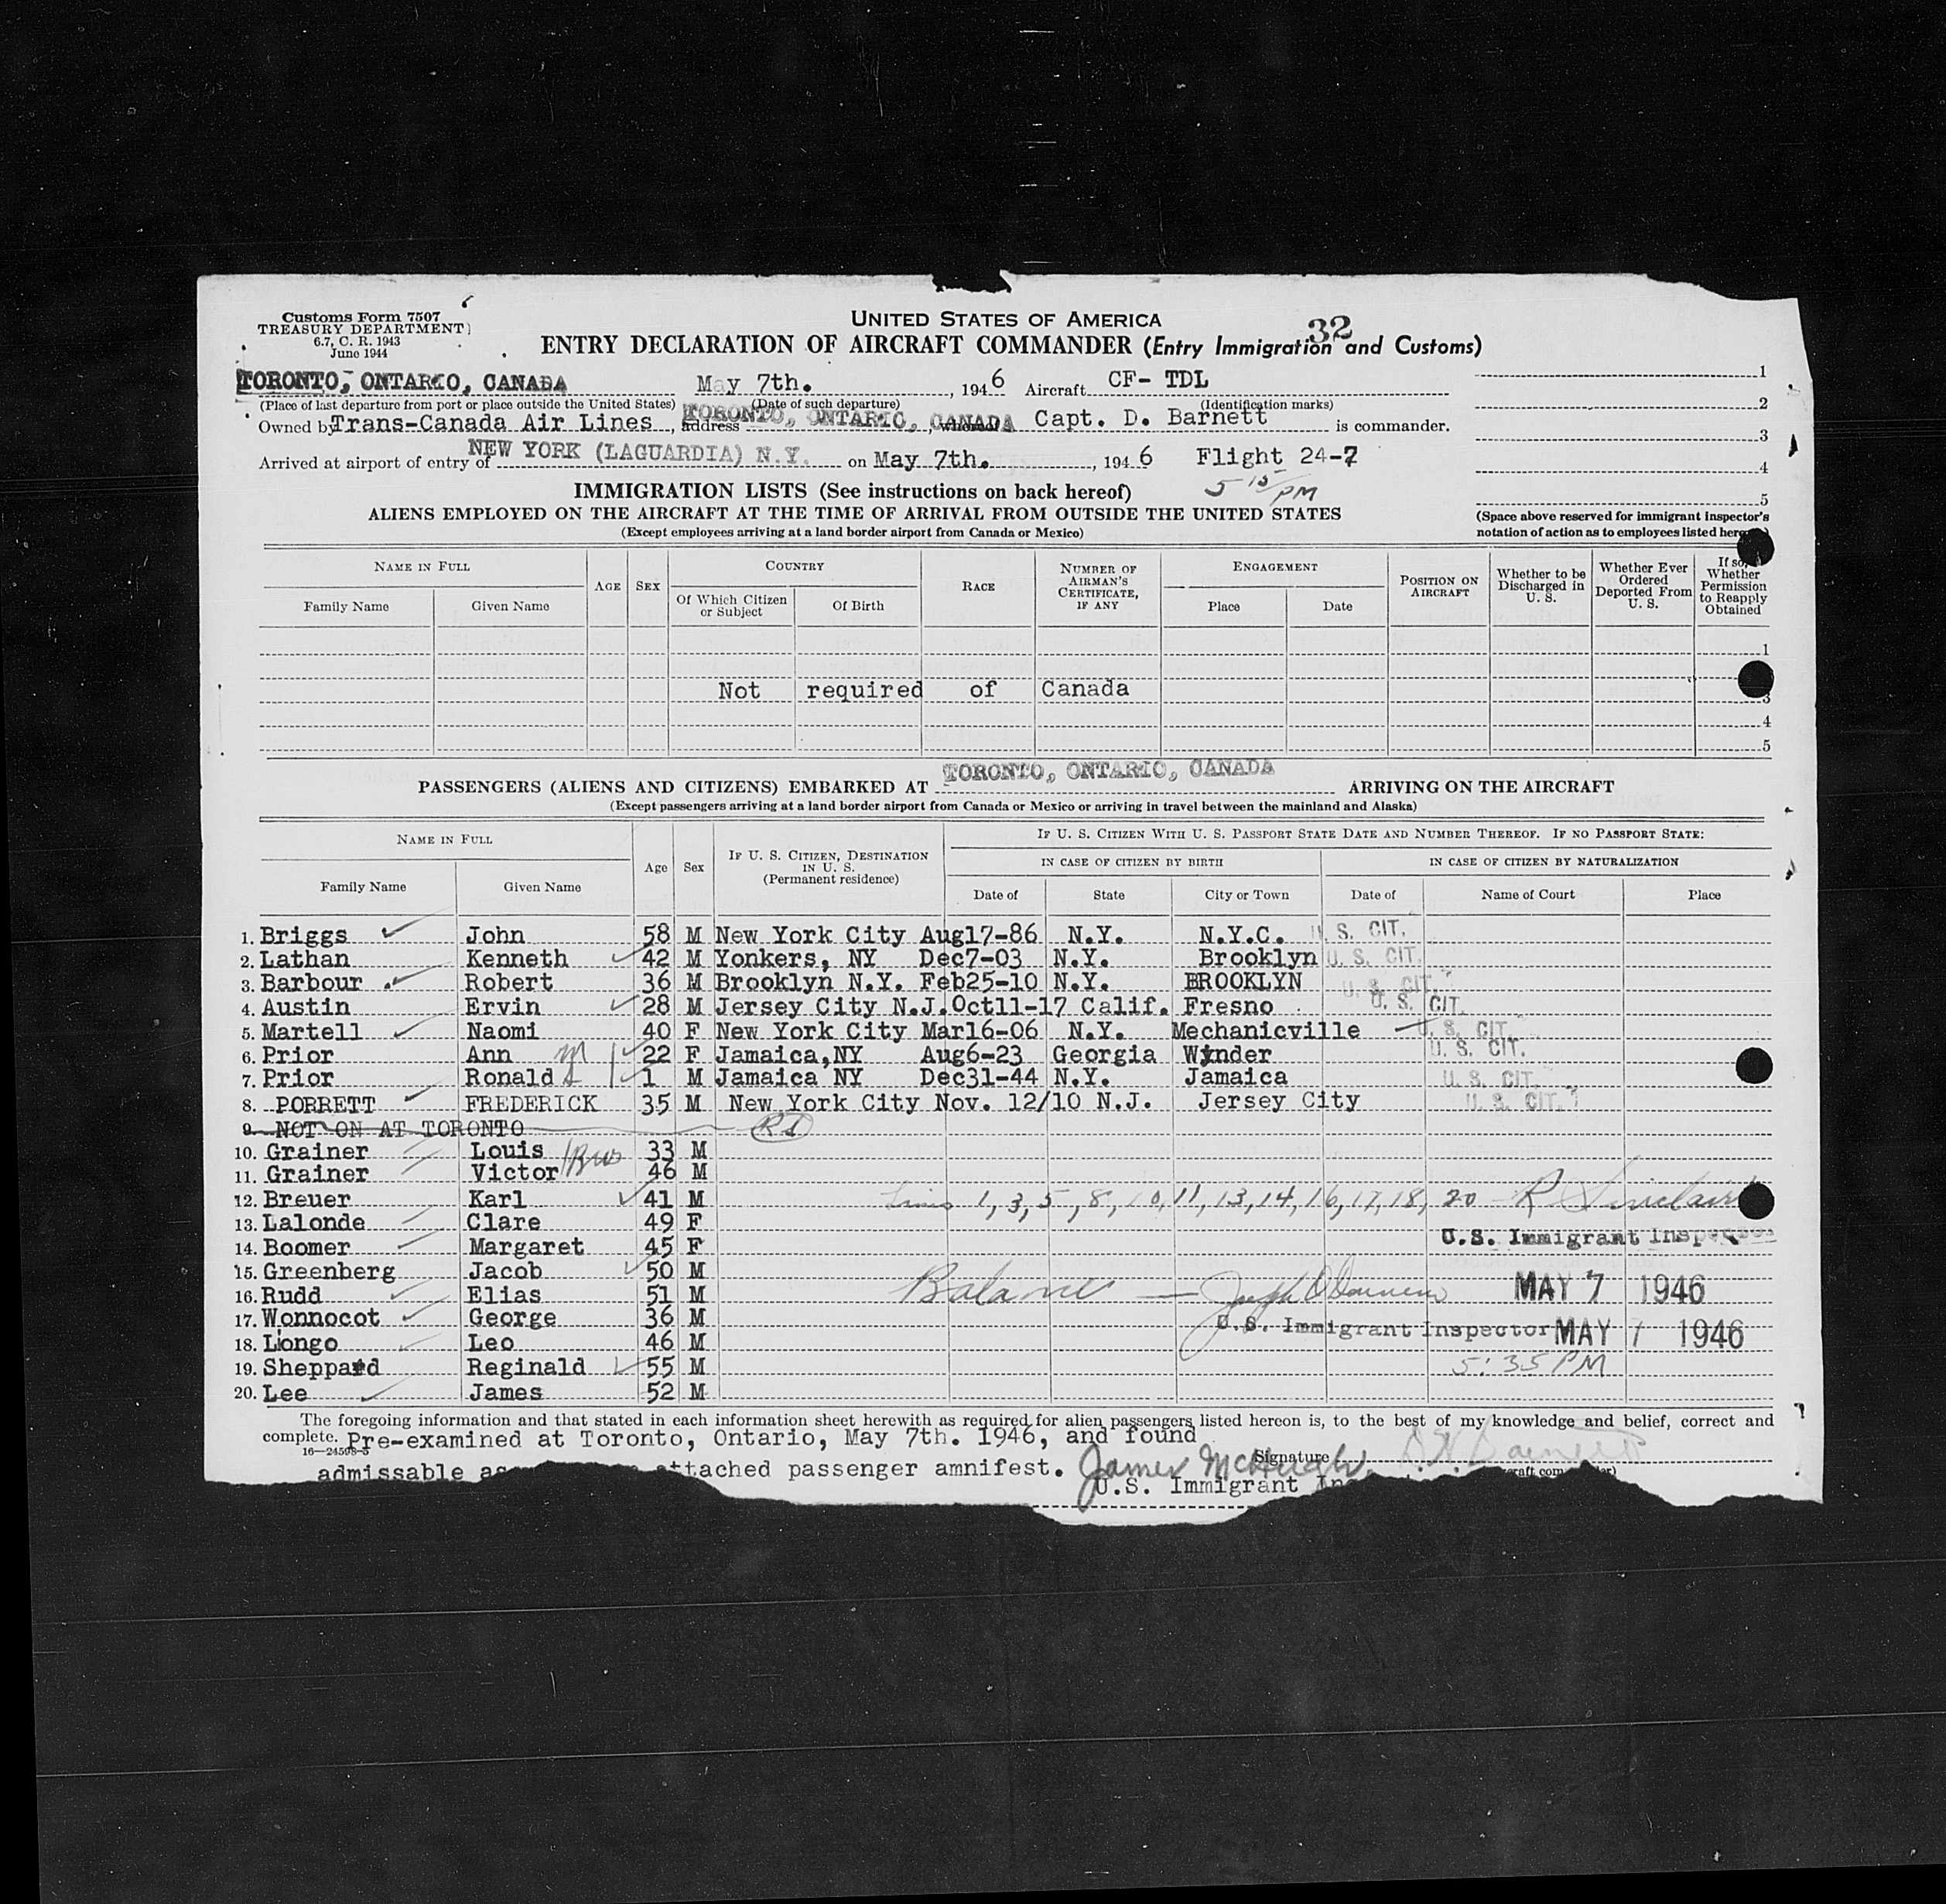 Customs Form 7507
TREASURY DEPARTMENT
6.7, C. R. 1943
June 1944
UNITED STATES OF AMERICA
32
ENTRY DECLARATION OF AIRCRAFT COMMANDER (Entry Immigration and Customs)
TORONTO, ONTARIO, CANADA May 7th. , 1946 Aircraft CF- TDL 1
(Place of last departure from port or place outside the United States) (Date of such departure) (Identification marks) 2
Owned by Trans-Canada Air Lines , address TORONTO, ONTARIO, CANADA , whereof Capt. D. Barnett is commander. 3
Arrived at airport of entry of NEW YORK (LAGUARDIA) N.Y. on May 7th. , 1946 Flight 24-7 4
IMMIGRATION LISTS (See instructions on back hereof) 5 15/PM 5
ALIENS EMPLOYED ON THE AIRCRAFT AT THE TIME OF ARRIVAL FROM OUTSIDE THE UNITED STATES (Space above reserved for immigrant inspector's
(Except employees arriving at a land border airport from Canada or Mexico) notation of action as to employees listed
NAME IN FULL AGE SEX COUNTRY RACE NUMBER OF AIRMAN'S CERTIFICATE, IF ANY ENGAGEMENT POSITION ON AIRCRAFT Whether to be Discharged in U. S. Whether Ever Ordered Deported From U. S. If so, Whether Permission to Reapply Obtained
Family Name Given Name Of Which Citizen or Subject Of Birth Place Date
1
Not required of Canada
3
4
5
PASSENGERS (ALIENS AND CITIZENS) EMBARKED AT TORONTO, ONTARIO, CANADA ARRIVING ON THE AIRCRAFT
(Except passengers arriving at a land border airport from Canada or Mexico or arriving in travel between the mainland and Alaska)
NAME IN FULL Age Sex IF U. S. CITIZEN, DESTINATION IN U. S. (Permanent residence) IF U. S. CITIZEN WITH U. S. PASSPORT STATE DATE AND NUMBER THEREOF. IF NO PASSPORT STATE:
IN CASE OF CITIZEN BY BIRTH IN CASE OF CITIZEN BY NATURALIZATION
Family Name Given Name Date of State City or Town Date of Name of Court Place
1. Briggs John 58 M New York City Aug17-86 N.Y. N.Y.C. U. S. CIT.
2. Lathan Kenneth 42 M Yonkers, NY Dec7-03 N.Y. Brooklyn U. S. CIT.
3. Barbour Robert 36 M Brooklyn N.Y. Feb25-10 N.Y. BROOKLYN U. S. CIT.
4. Austin Ervin 28 M Jersey City N.J. Oct11-17 Calif. Fresno U. S. CIT.
5. Martell Naomi 40 F New York City Mar16-06 N.Y. Mechanicville U. S. CIT.
6. Prior Ann M 22 F Jamaica,NY Aug6-23 Georgia Winder U. S. CIT.
7. Prior Ronald 1 M Jamaica NY Dec31-44 N.Y. Jamaica U. S. CIT.
8. PORRETT FREDERICK 35 M New York City Nov. 12/10 N.J. Jersey City U. S. CIT.
9. NOT ON AT TORONTO
10. Grainer Louis 33 M
11. Grainer Victor Bus 46 M
12. Breuer Karl 41 M Lines 1, 3, 5, 8, 10, 11, 13, 14, 16, 17, 18, 20 R Sinclair
13. Lalonde Clare 49 F
14. Boomer Margaret 45 F U.S. Immigrant Inspector
15. Greenberg Jacob 50 M
16. Rudd Elias 51 M Balance — MAY 7 1946
17. Wonnocot George 36 M U.S. Immigrant Inspector MAY 7 1946
18. Longo Leo 46 M
19. Sheppard Reginald 55 M 5:35 PM
20. Lee James 52 M
The foregoing information and that stated in each information sheet herewith as required for alien passengers listed hereon is, to the best of my knowledge and belief, correct and
complete. Pre-examined at Toronto, Ontario, May 7th. 1946, and found
16—24598-5
admissable attached passenger amnifest. James McHugh Signature D Barnett
U.S. Immigrant